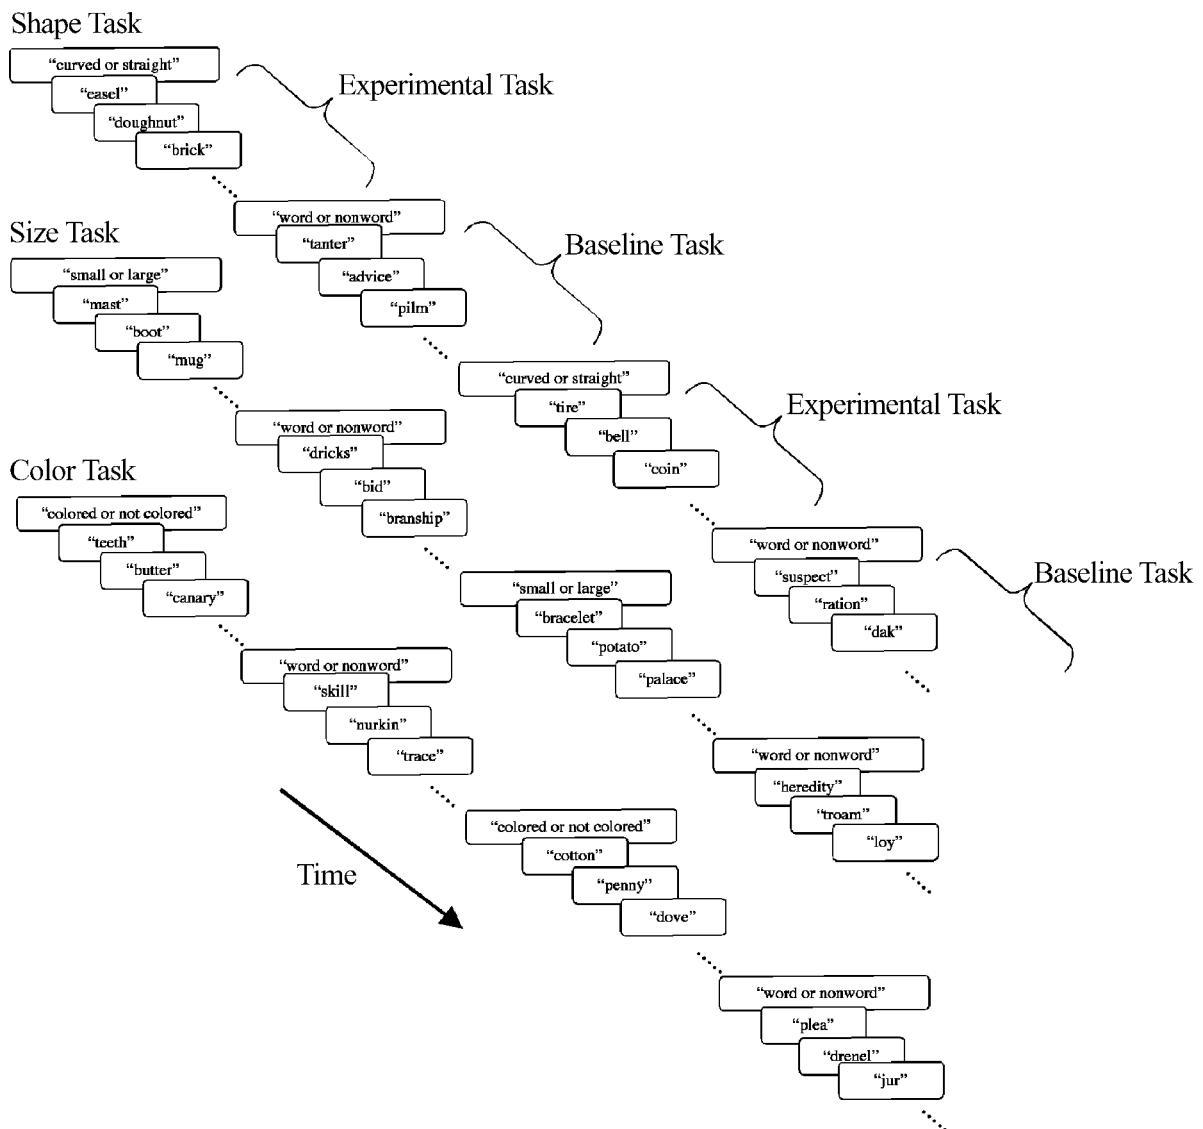 Shape Task
“curved or straight”
“easel”
“doughnut”
“brick”
Experimental Task
“word or nonword”
“tanter”
“advice”
“pilm”
Baseline Task
“curved or straight”
“tire”
“bell”
“coin”
Experimental Task
“word or nonword”
“suspect”
“ration”
“dak”
Baseline Task
Size Task
“small or large”
“mast”
“boot”
“mug”
“word or nonword”
“dricks”
“bid”
“branship”
“small or large”
“bracelet”
“potato”
“palace”
“word or nonword”
“heredity”
“troam”
“loy”
Color Task
“colored or not colored”
“teeth”
“butter”
“canary”
“word or nonword”
“skill”
“nurkin”
“trace”
“colored or not colored”
“cotton”
“penny”
“dove”
“word or nonword”
“plea”
“drenel”
“jur”
Time